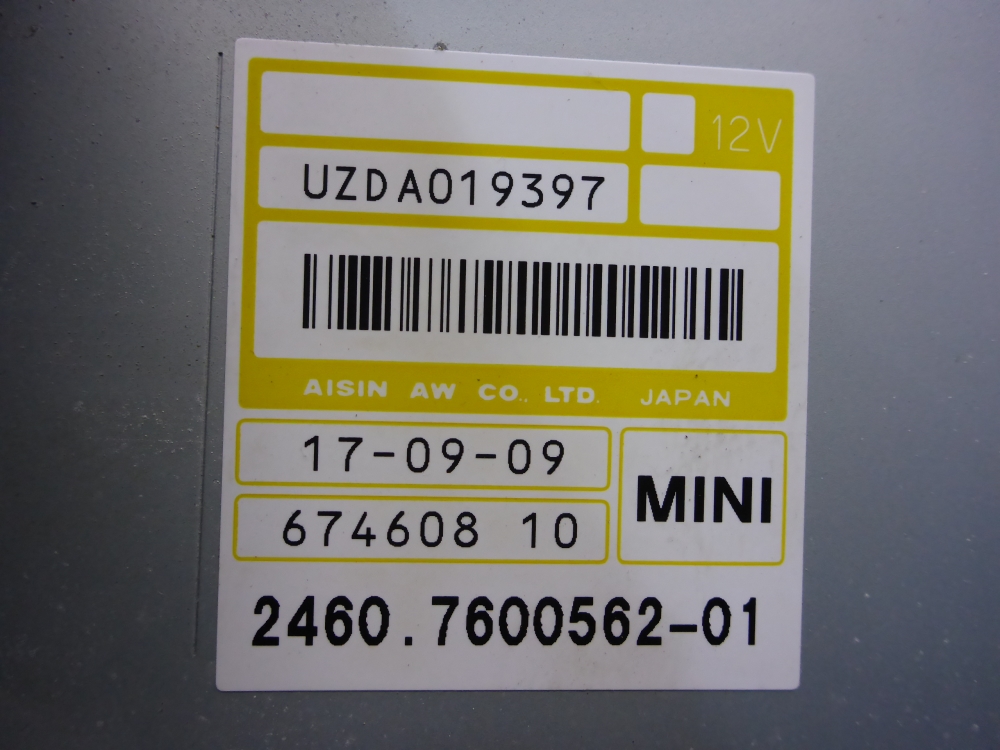 12V
UZDA019397
AISIN AW CO., LTD. JAPAN
17-09-09
MINI
674608 10
2460.7600562-01